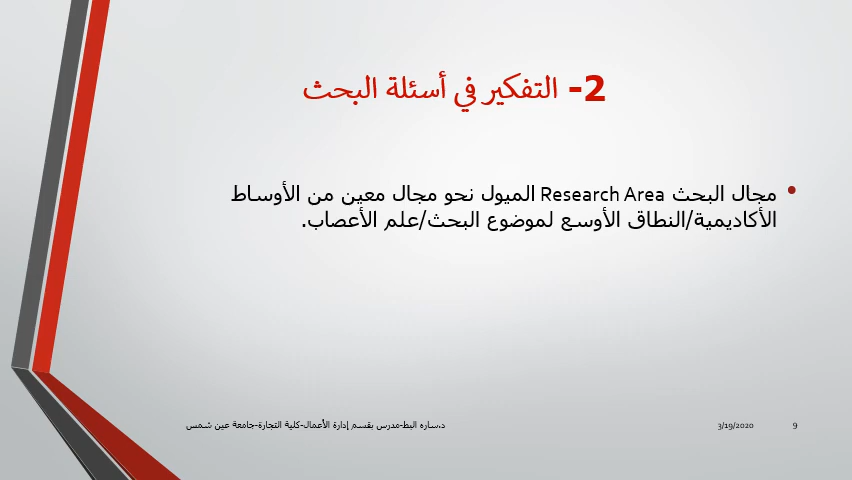 2- التفكير في أسئلة البحث
مجال البحث Research Area الميول نحو مجال معين من الأوساط
الأكاديمية/النطاق الأوسع لموضوع البحث/علم الأعصاب.
د.ساره البط-مدرس بقسم إدارة الأعمال-كلية التجارة-جامعة عين شمس
3/19/2020
9